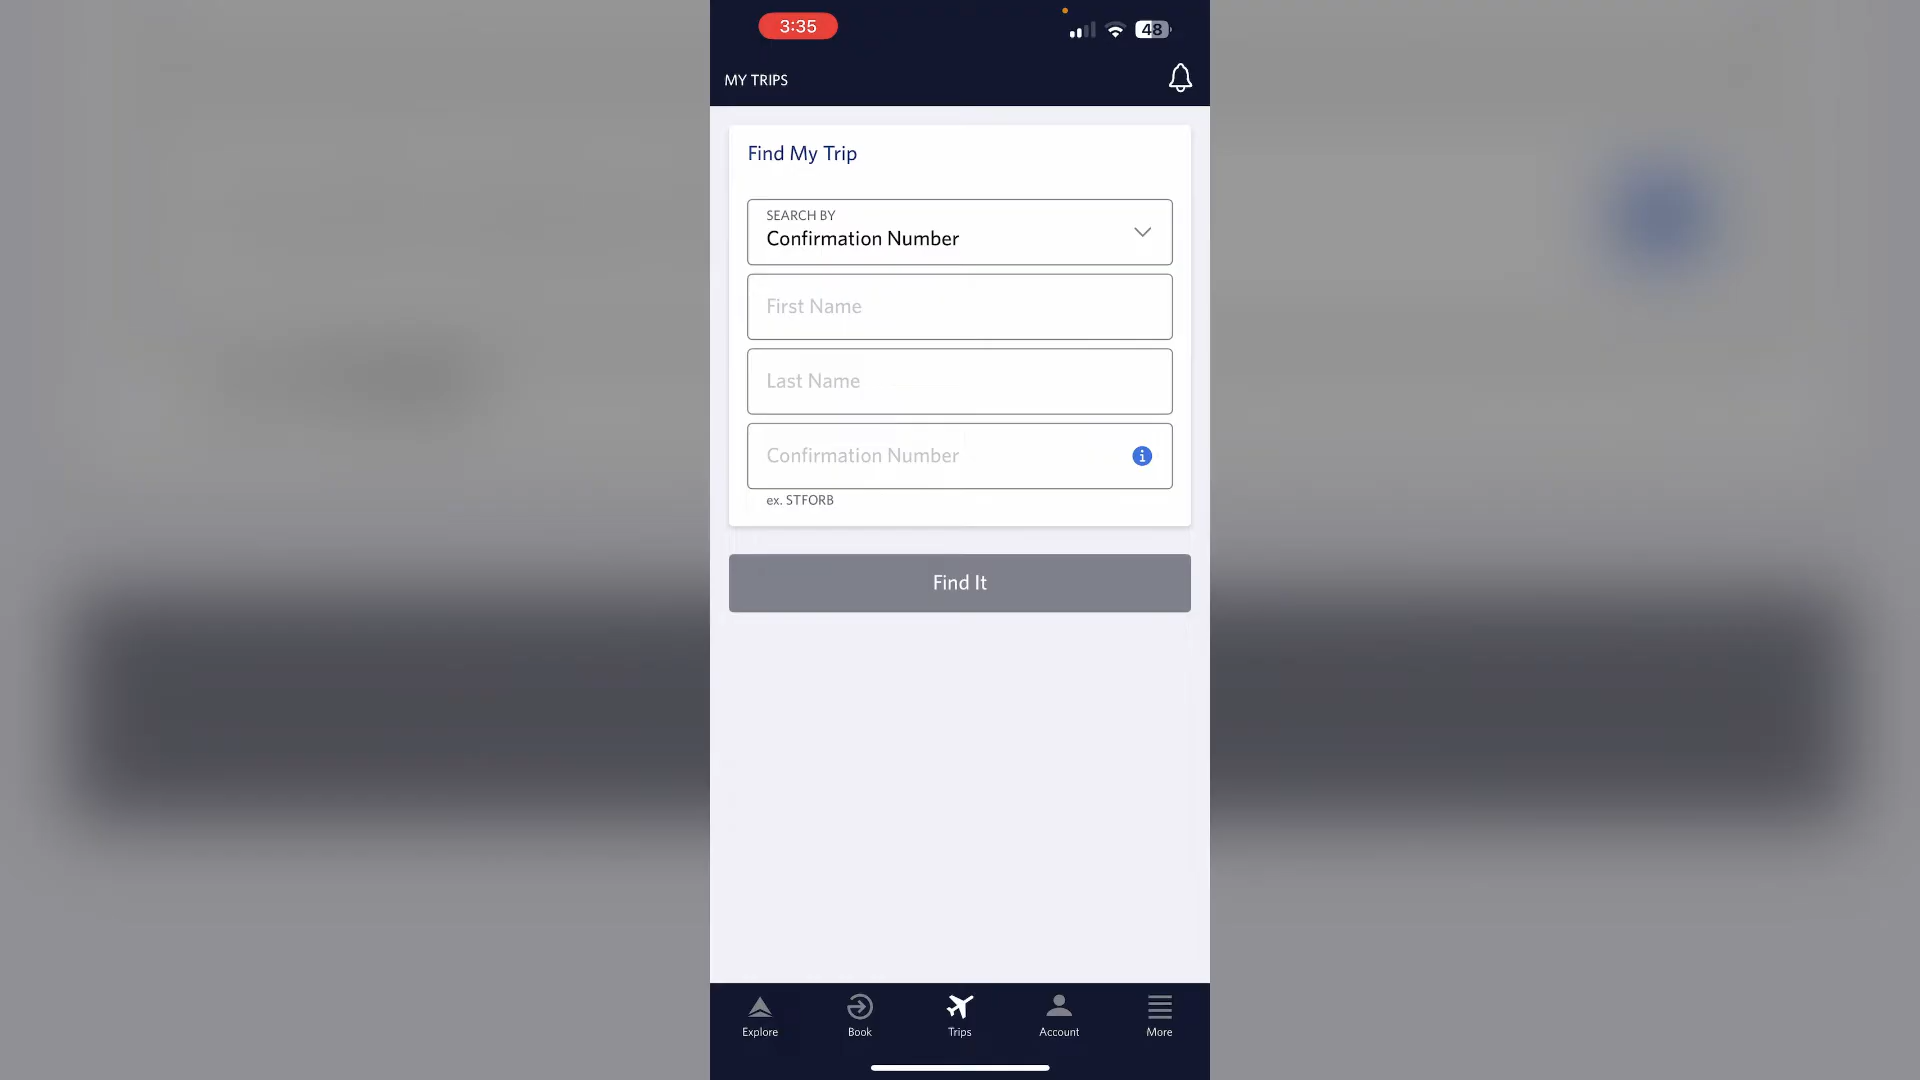 3:35
48
MY TRIPS
Find My Trip
SEARCH BY
Confirmation Number
First Name
Last Name
Confirmation Number
ex. STFORB
Find It
Explore
Book
Trips
Account
More